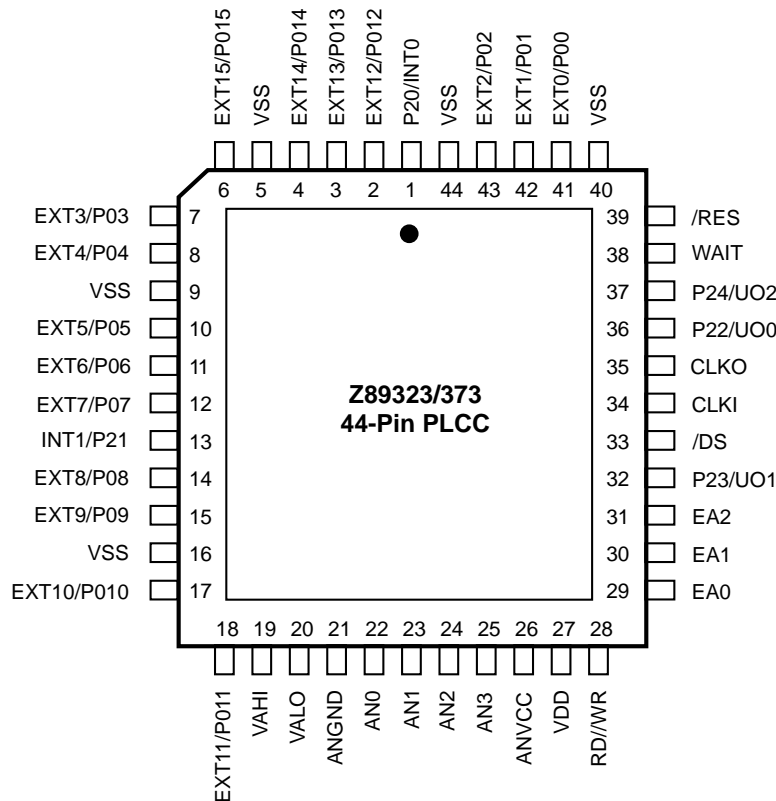 EXT15/P015
VSS
EXT14/P014
EXT13/P013
EXT12/P012
P20/INT0
VSS
EXT2/P02
EXT1/P01
EXT0/P00
VSS
6 5 4 3 2 1 44 43 42 41 40
EXT3/P03 7
EXT4/P04 8
VSS 9
EXT5/P05 10
EXT6/P06 11
EXT7/P07 12
INT1/P21 13
EXT8/P08 14
EXT9/P09 15
VSS 16
EXT10/P010 17
Z89323/373
44-Pin PLCC
39 /RES
38 WAIT
37 P24/UO2
36 P22/UO0
35 CLKO
34 CLKI
33 /DS
32 P23/UO1
31 EA2
30 EA1
29 EA0
18 19 20 21 22 23 24 25 26 27 28
EXT11/P011
VAHI
VALO
ANGND
AN0
AN1
AN2
AN3
ANVCC
VDD
RD//WR